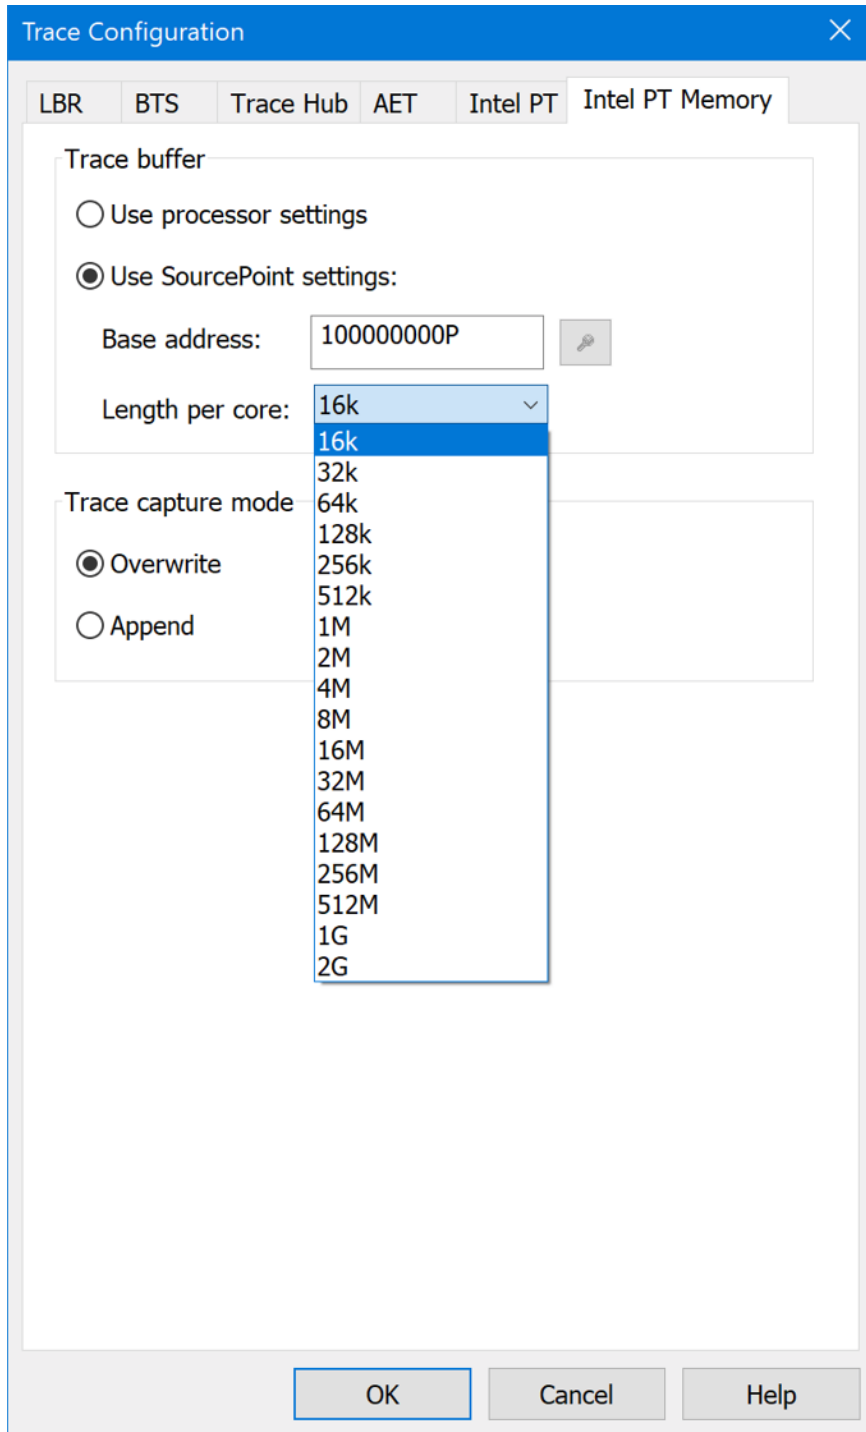 Trace Configuration
LBR BTS Trace Hub AET Intel PT Intel PT Memory
Trace buffer
Use processor settings
Use SourcePoint settings:
Base address: 100000000P
Length per core: 16k
16k
32k
Trace capture mode 64k
128k
Overwrite 256k
512k
Append 1M
2M
4M
8M
16M
32M
64M
128M
256M
512M
1G
2G
OK Cancel Help